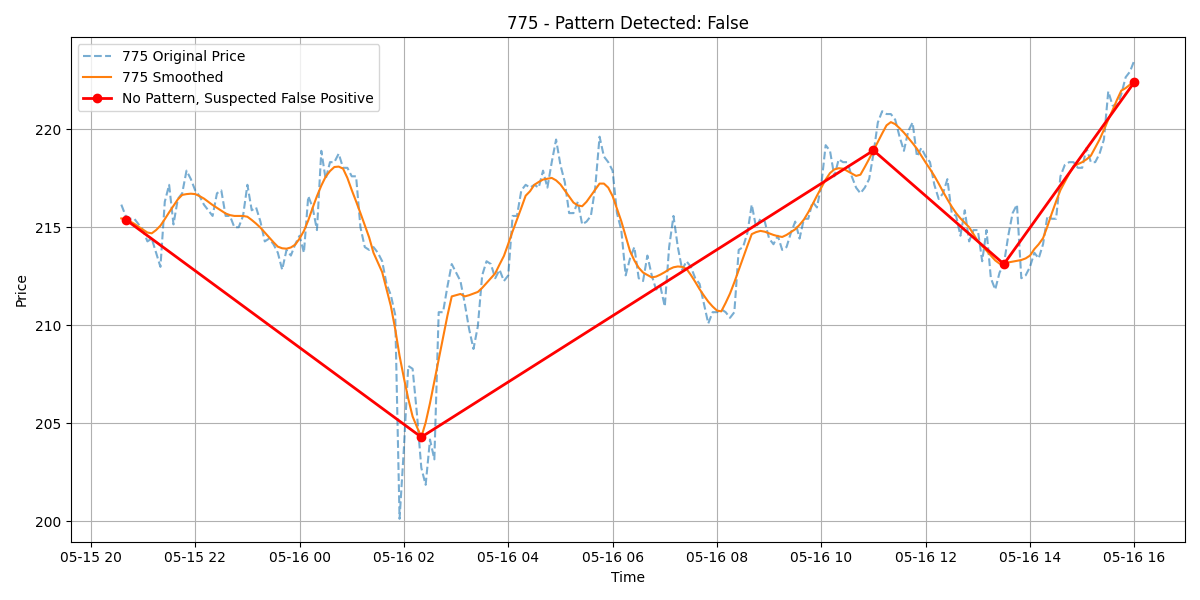 775 - Pattern Detected: False
775 Original Price
775 Smoothed
No Pattern, Suspected False Positive
Price
220
215
210
205
200
05-15 20 05-15 22 05-16 00 05-16 02 05-16 04 05-16 06 05-16 08 05-16 10 05-16 12 05-16 14 05-16 16
Time